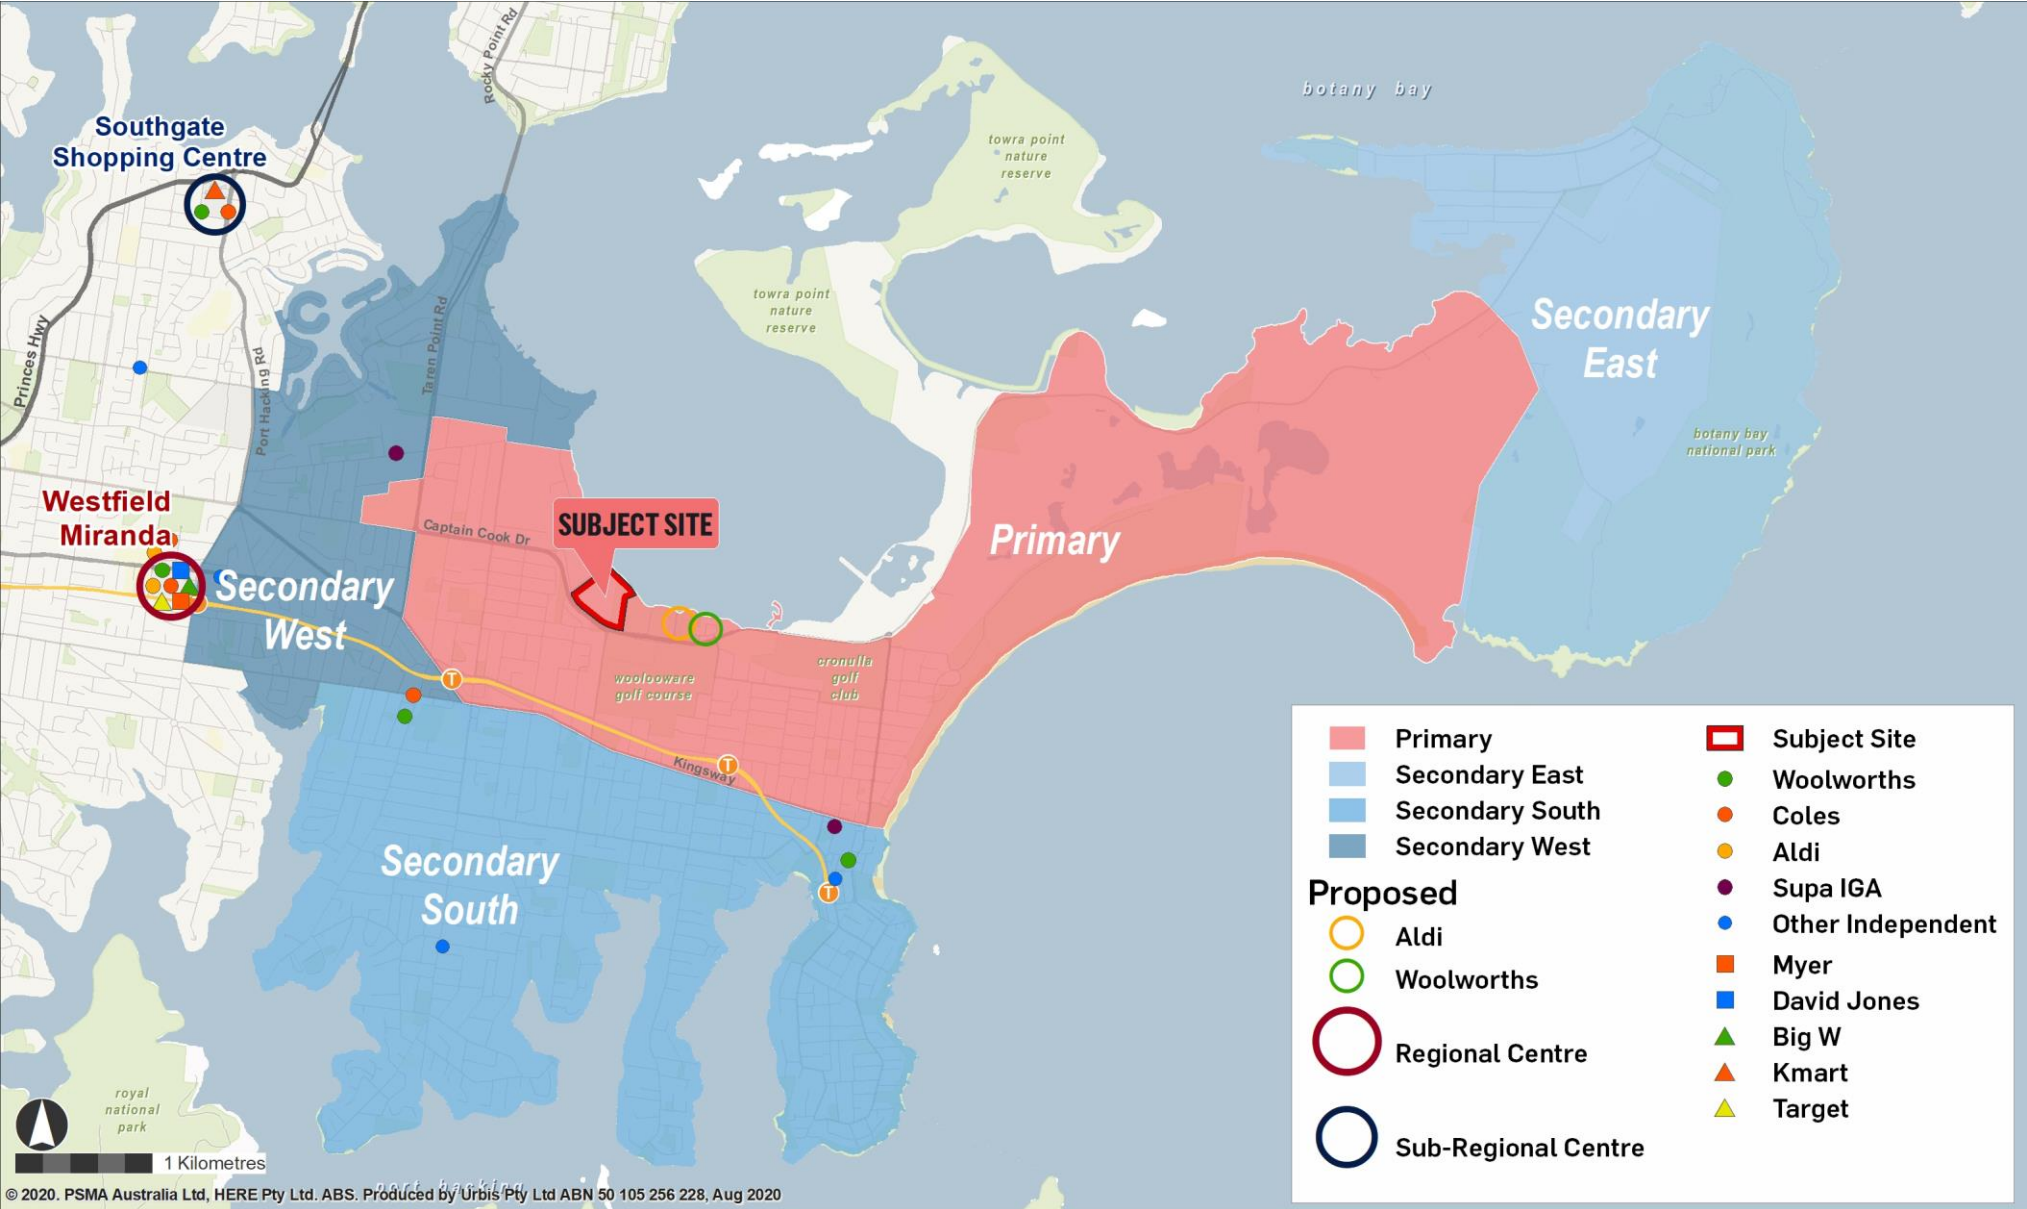 Rocky Point Rd
botany bay
Southgate
Shopping Centre
towra point
nature
reserve
towra point
nature
reserve
Princes Hwy
Port Hacking Rd
Taren Point Rd
Secondary
East
botany bay
national park
Westfield
Miranda
Captain Cook Dr
SUBJECT SITE
Primary
Secondary
West
T
woolooware
golf course
cronulla
golf
club
Kingsway
T
Secondary
South
T
royal
national
park
1 Kilometres
port hacking
© 2020. PSMA Australia Ltd, HERE Pty Ltd. ABS. Produced by Urbis Pty Ltd ABN 50 105 256 228, Aug 2020
Primary
Secondary East
Secondary South
Secondary West
Proposed
Aldi
Woolworths
Regional Centre
Sub-Regional Centre
Subject Site
Woolworths
Coles
Aldi
Supa IGA
Other Independent
Myer
David Jones
Big W
Kmart
Target